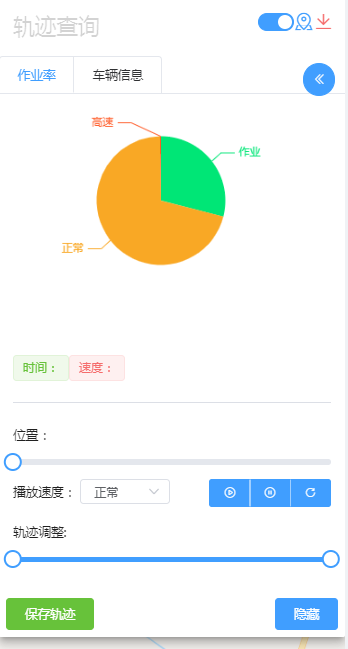 轨迹查询
作业率 车辆信息
高速
作业
正常
时间： 速度：
位置：
播放速度： 正常
轨迹调整:
保存轨迹 隐藏